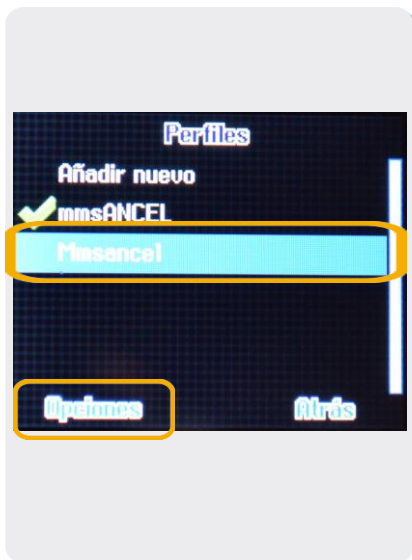 Perfiles
Añadir nuevo
mmsANCEL
Mmsancel
Opciones
Atrás